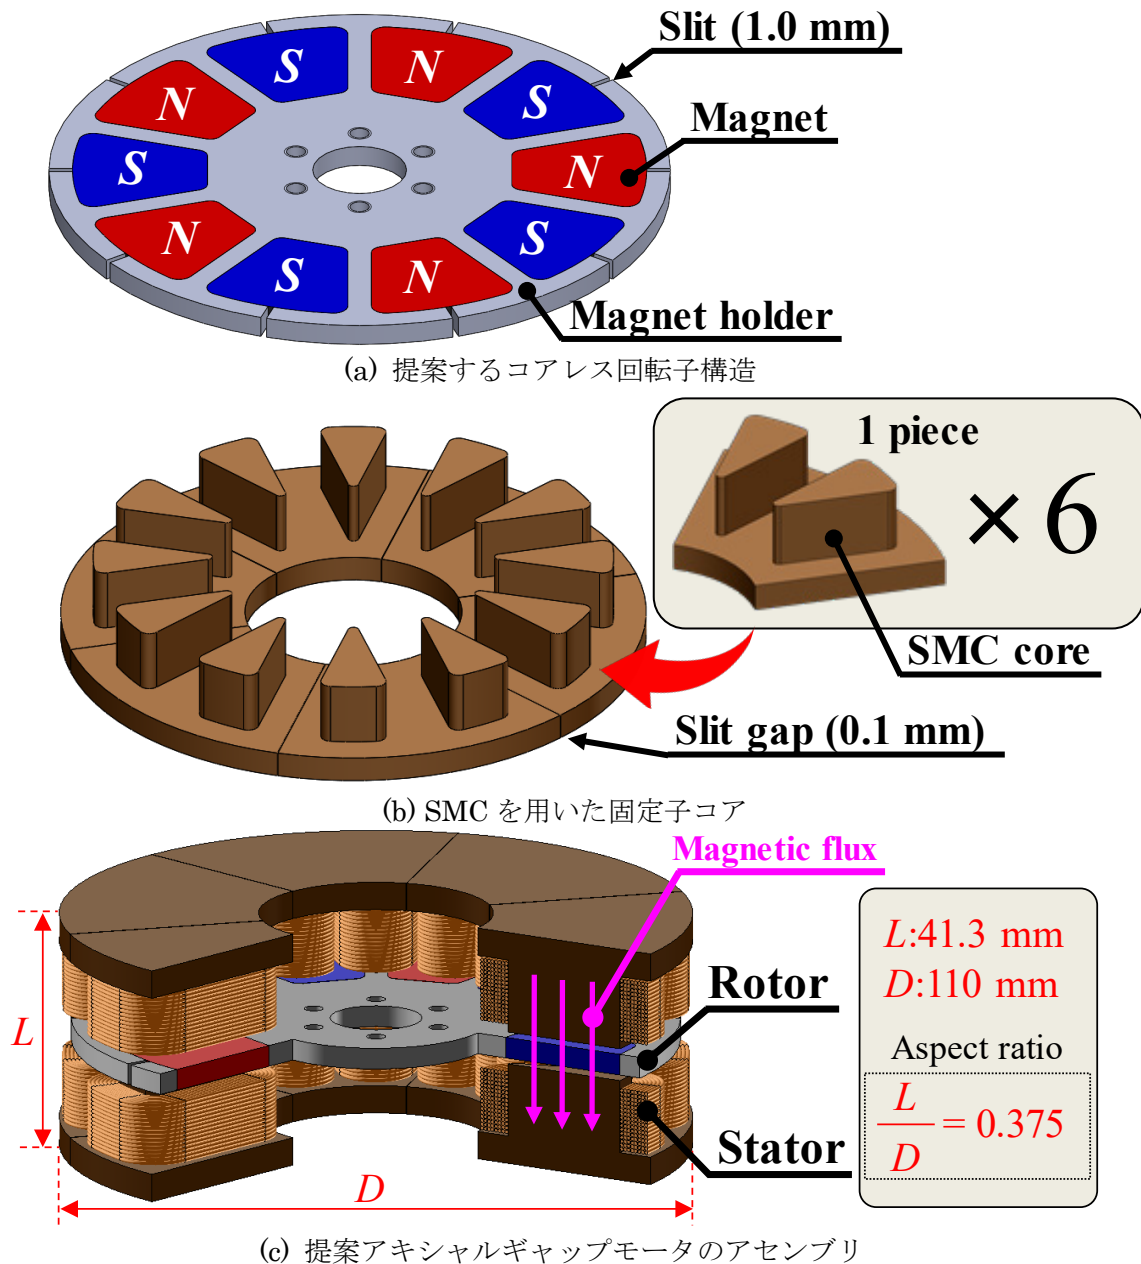 Slit (1.0 mm)
S
N
N
S
Magnet
S
N
N
S
S
N
Magnet holder
(a) 提案するコアレス回転子構造
1 piece
× 6
SMC core
Slit gap (0.1 mm)
(b) SMC を用いた固定子コア
Magnetic flux
L:41.3 mm
D:110 mm
Rotor
L
Aspect ratio
L
D
= 0.375
Stator
D
(c) 提案アキシャルギャップモータのアセンブリ